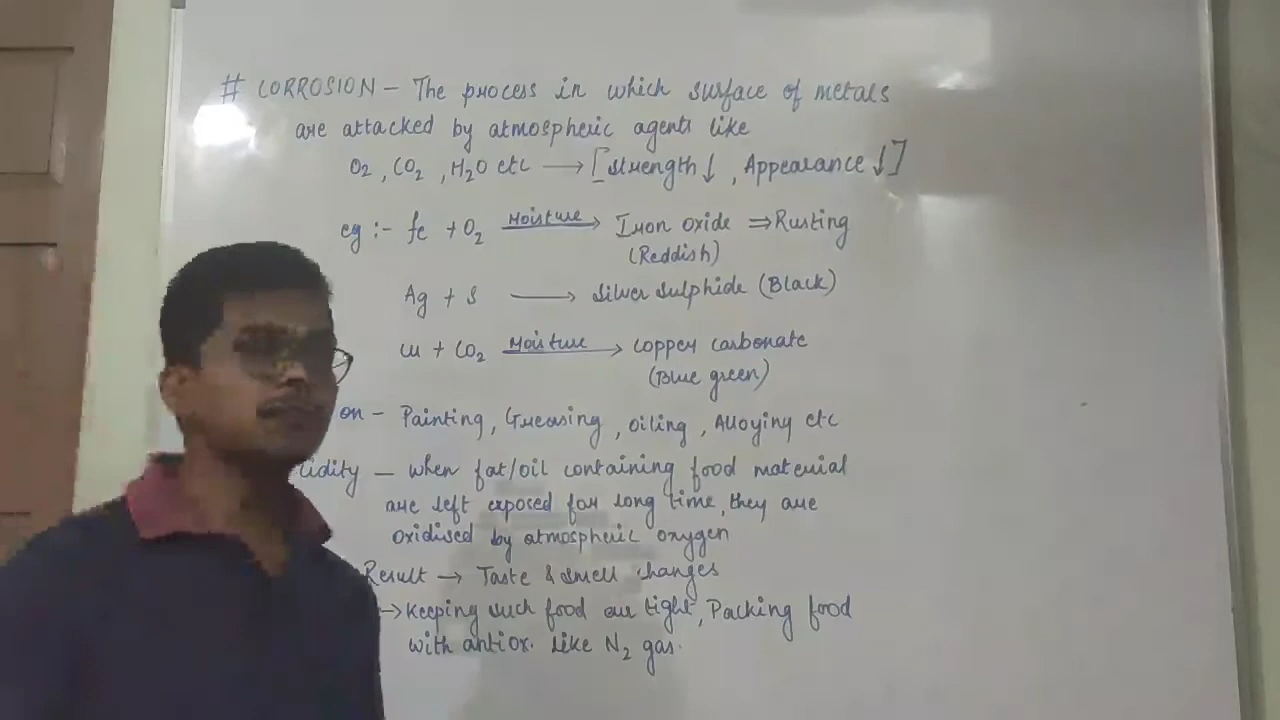 # CORROSION – The process in which surface of metals
are attacked by atmospheric agents like
O2, CO2, H2O etc → [strength↓, Appearance↓]
eg :- fe + O2 Moisture → Iron oxide ⇒ Rusting
(Reddish)
Ag + S → silver sulphide (Black)
Cu + CO2 Moisture → copper carbonate
(Blue green)
on – Painting, Greasing, oiling, Alloying etc
cidity – when fat/oil containing food material
are left exposed for long time, they are
oxidised by atmospheric oxygen
Result → Taste & smell changes
→ Keeping such food air tight, Packing food
with antiox. like N2 gas.